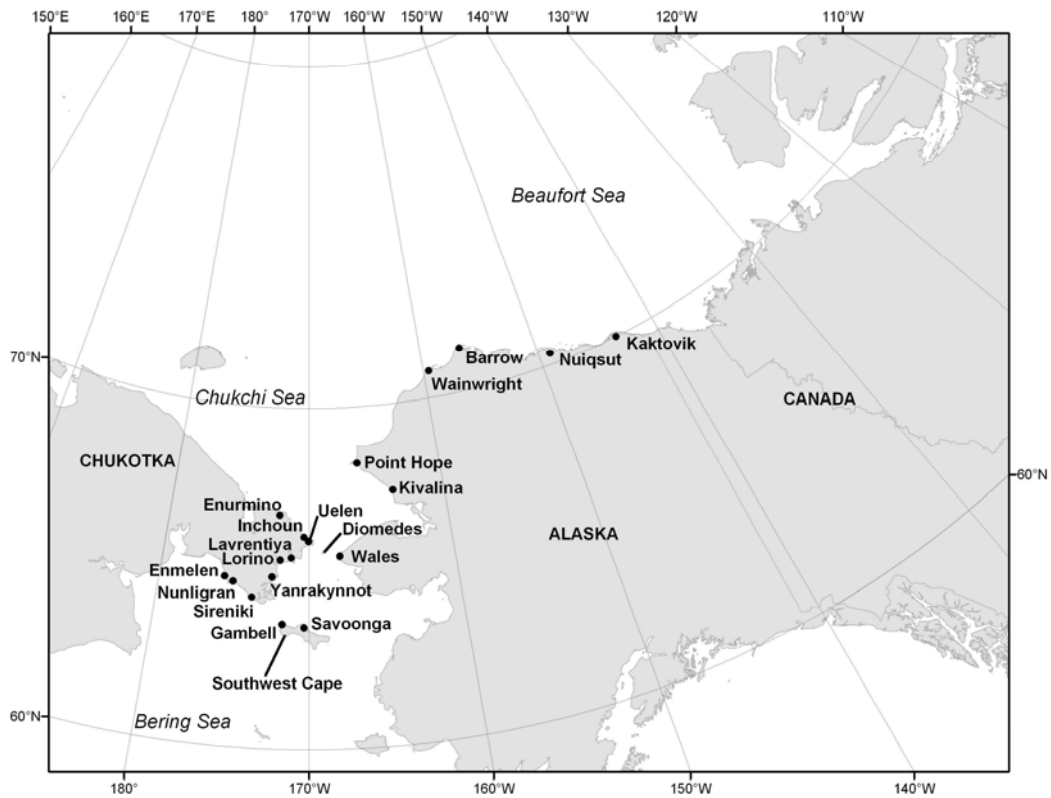 150°E 160°E 170°E 180° 170°W 160°W 150°W 140°W 130°W 120°W 110°W
Beaufort Sea
Kaktovik
Barrow
Nuiqsut
70°N
Wainwright
Chukchi Sea
CANADA
CHUKOTKA
Point Hope
60°N
Kivalina
Enurmino
Uelen
Inchoun
Diomedes
ALASKA
Lavrentiya
Lorino
Wales
Enmelen
Nunligran
Yanrakynnot
Sireniki
Savoonga
Gambell
Southwest Cape
60°N
Bering Sea
180° 170°W 160°W 150°W 140°W